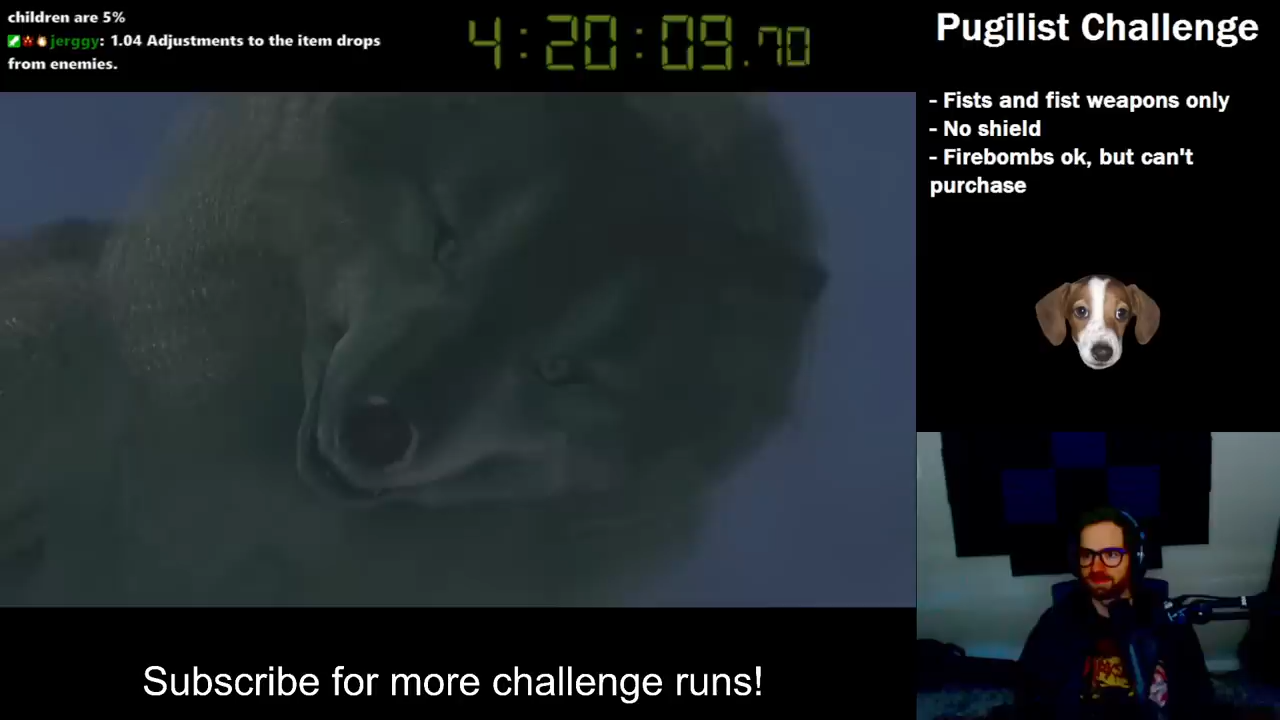 children are 5%
jerggy: 1.04 Adjustments to the item drops
from enemies.
4:20:09.70
Pugilist Challenge
- Fists and fist weapons only
- No shield
- Firebombs ok, but can't
purchase
Subscribe for more challenge runs!